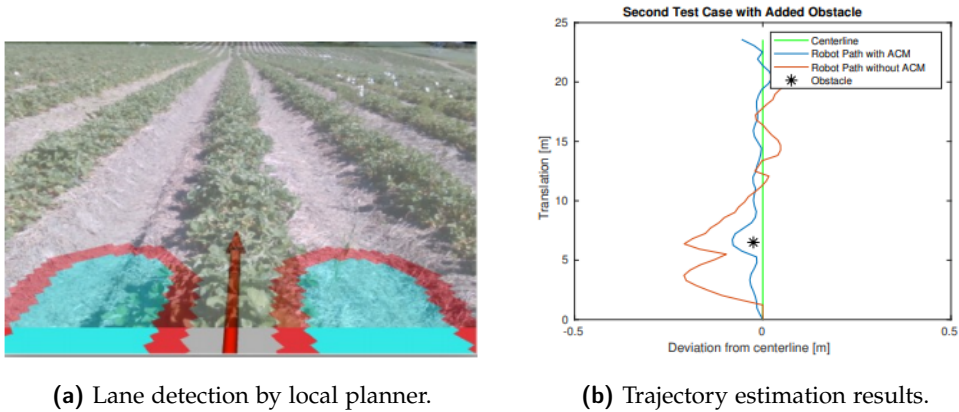 Second Test Case with Added Obstacle
25
20
15
10
5
0
Translation [m]
Centerline
Robot Path with ACM
Robot Path without ACM
Obstacle
-0.5
0
0.5
Deviation from centerline [m]
(a) Lane detection by local planner.
(b) Trajectory estimation results.